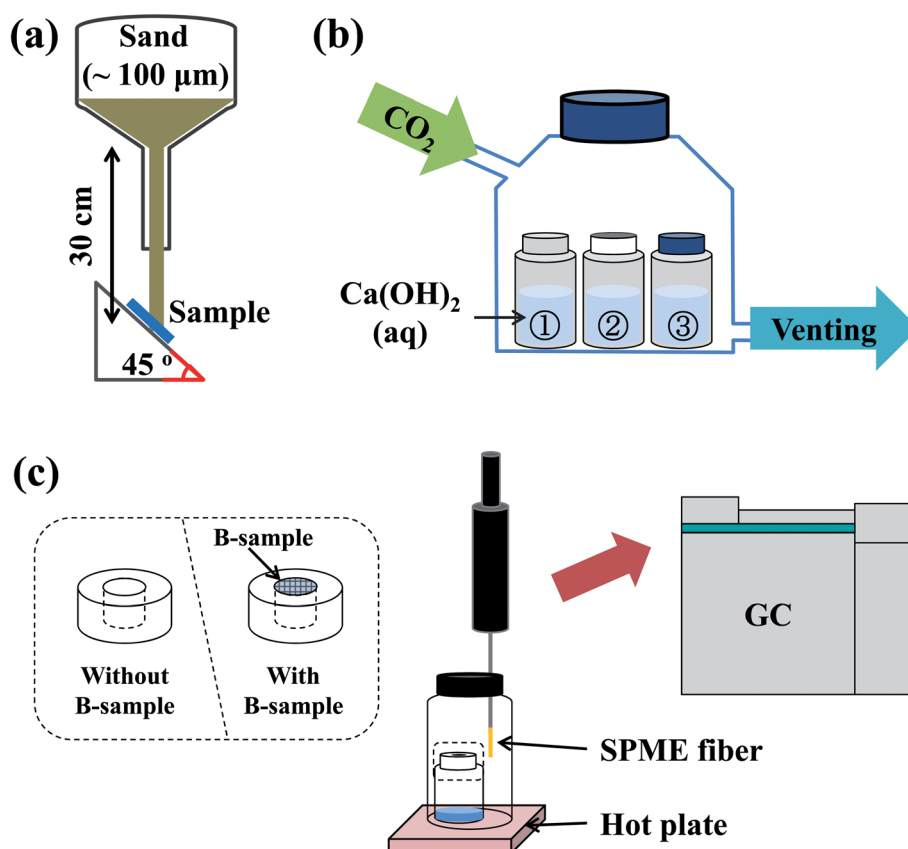 (a)
Sand
(~ 100 μm)
30 cm
Sample
45 º
(b)
CO₂
Ca(OH)₂
(aq)
① ② ③
Venting
(c)
B-sample
Without
B-sample
With
B-sample
SPME fiber
Hot plate
GC